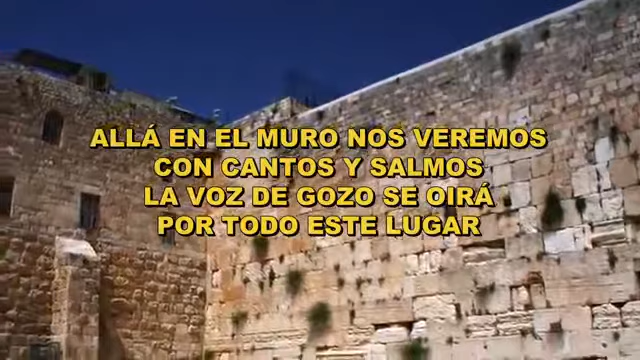 ALLÁ EN EL MURO NOS VEREMOS
CON CANTOS Y SALMOS
LA VOZ DE GOZO SE OIRÁ
POR TODO ESTE LUGAR